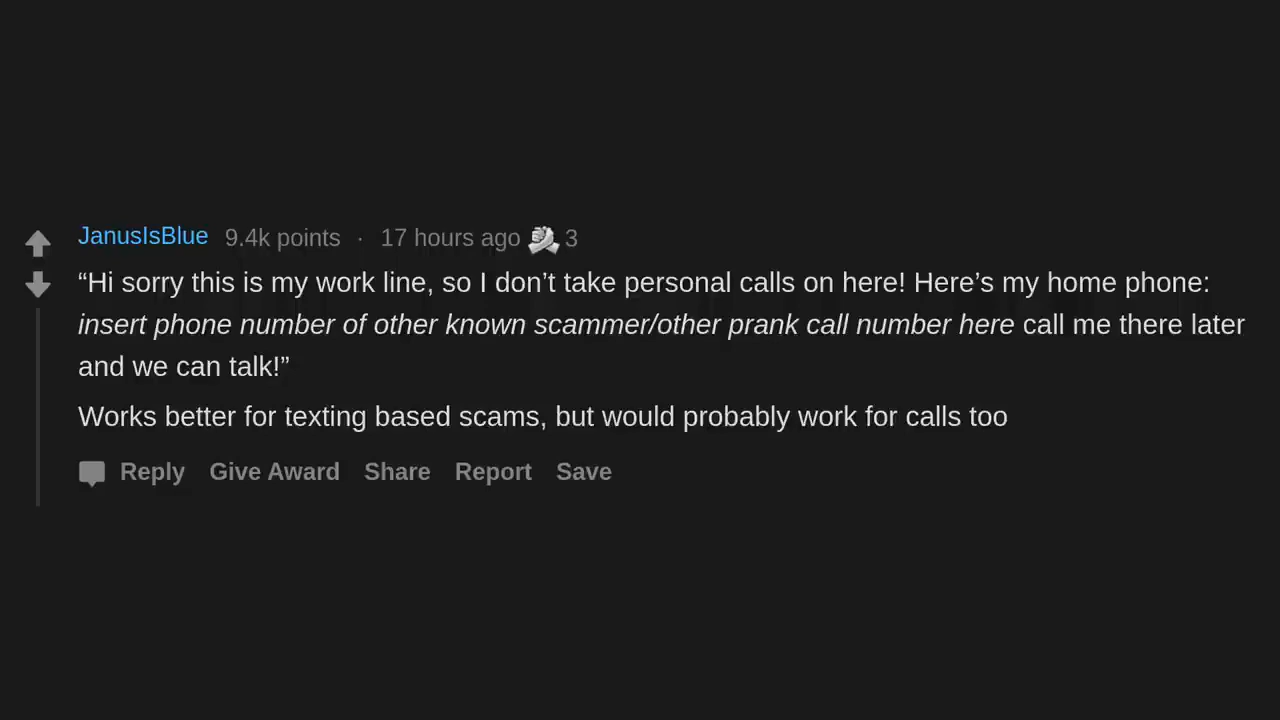 JanusIsBlue 9.4k points · 17 hours ago 3
“Hi sorry this is my work line, so I don’t take personal calls on here! Here’s my home phone:
insert phone number of other known scammer/other prank call number here call me there later
and we can talk!”
Works better for texting based scams, but would probably work for calls too
Reply Give Award Share Report Save